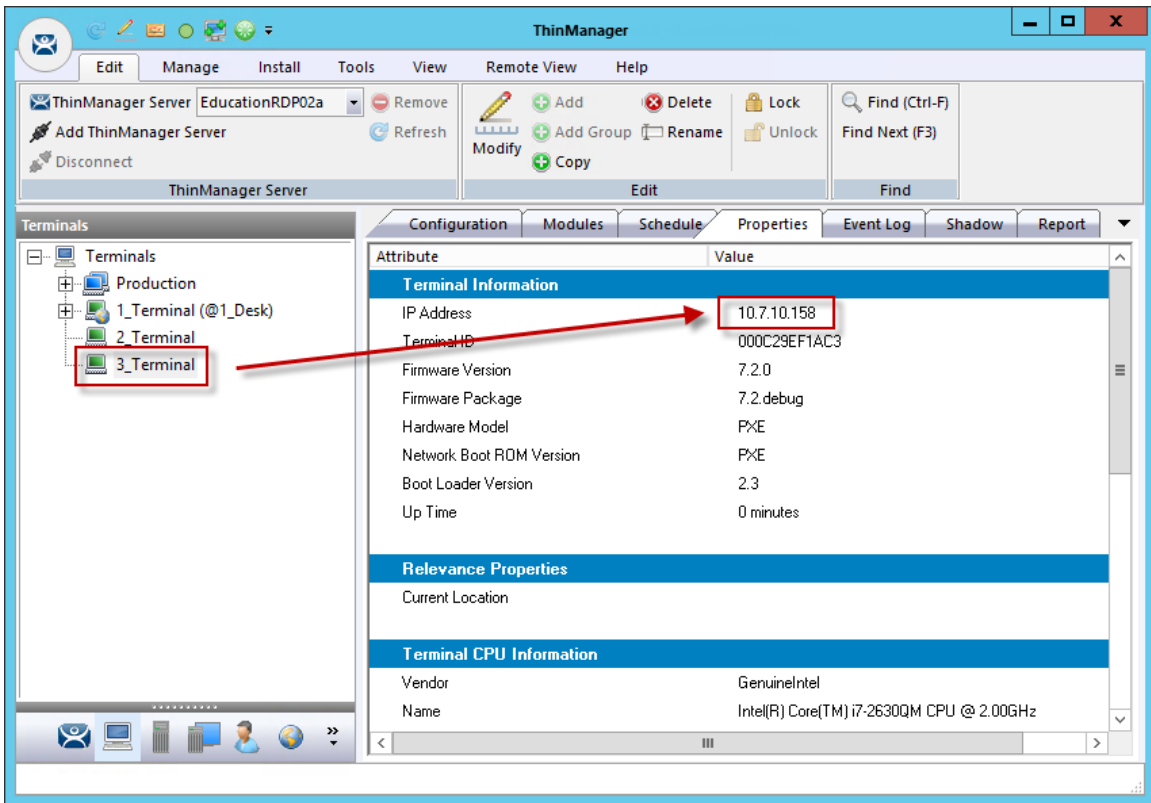 ThinManager
Edit Manage Install Tools View Remote View Help
ThinManager Server EducationRDP02a Remove Add Delete Lock Find (Ctrl-F)
Add ThinManager Server Refresh Modify Add Group Rename Unlock Find Next (F3)
Disconnect Copy
ThinManager Server Edit Find
Terminals Configuration Modules Schedule Properties Event Log Shadow Report
Terminals
Production
1_Terminal (@1_Desk)
2_Terminal
3_Terminal
Attribute Value
Terminal Information
IP Address 10.7.10.158
Terminal ID 000C29EF1AC3
Firmware Version 7.2.0
Firmware Package 7.2.debug
Hardware Model PXE
Network Boot ROM Version PXE
Boot Loader Version 2.3
Up Time 0 minutes
Relevance Properties
Current Location
Terminal CPU Information
Vendor GenuineIntel
Name Intel(R) Core(TM) i7-2630QM CPU @ 2.00GHz